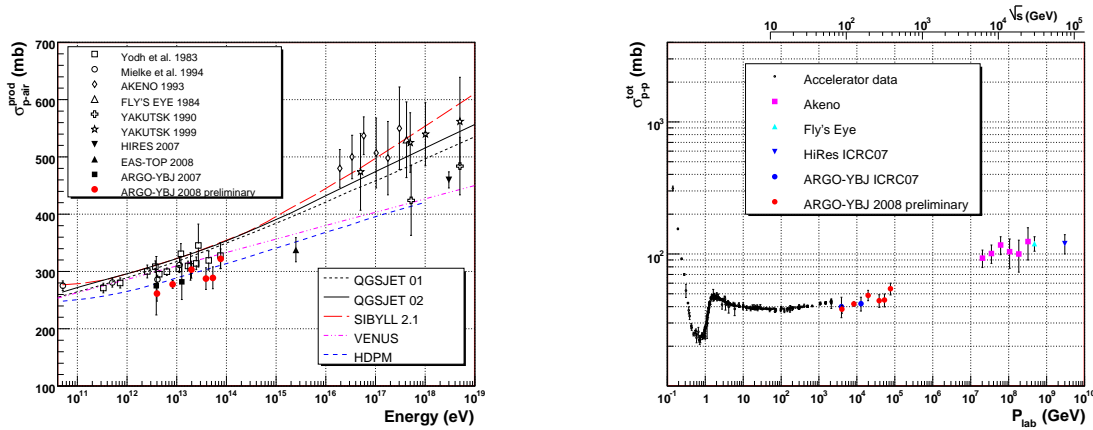 σ prod p-air (mb)
700
600
500
400
300
200
100
Yodh et al. 1983
Mielke et al. 1994
AKENO 1993
FLY'S EYE 1984
YAKUTSK 1990
YAKUTSK 1999
HIRES 2007
EAS-TOP 2008
ARGO-YBJ 2007
ARGO-YBJ 2008 preliminary
QGSJET 01
QGSJET 02
SIBYLL 2.1
VENUS
HDPM
10^11 10^12 10^13 10^14 10^15 10^16 10^17 10^18 10^19
Energy (eV)
√s (GeV)
10 10^2 10^3 10^4 10^5
σ tot p-p (mb)
10^3
10^2
10
Accelerator data
Akeno
Fly's Eye
HiRes ICRC07
ARGO-YBJ ICRC07
ARGO-YBJ 2008 preliminary
10^-1 1 10 10^2 10^3 10^4 10^5 10^6 10^7 10^8 10^9 10^10
P_lab (GeV)